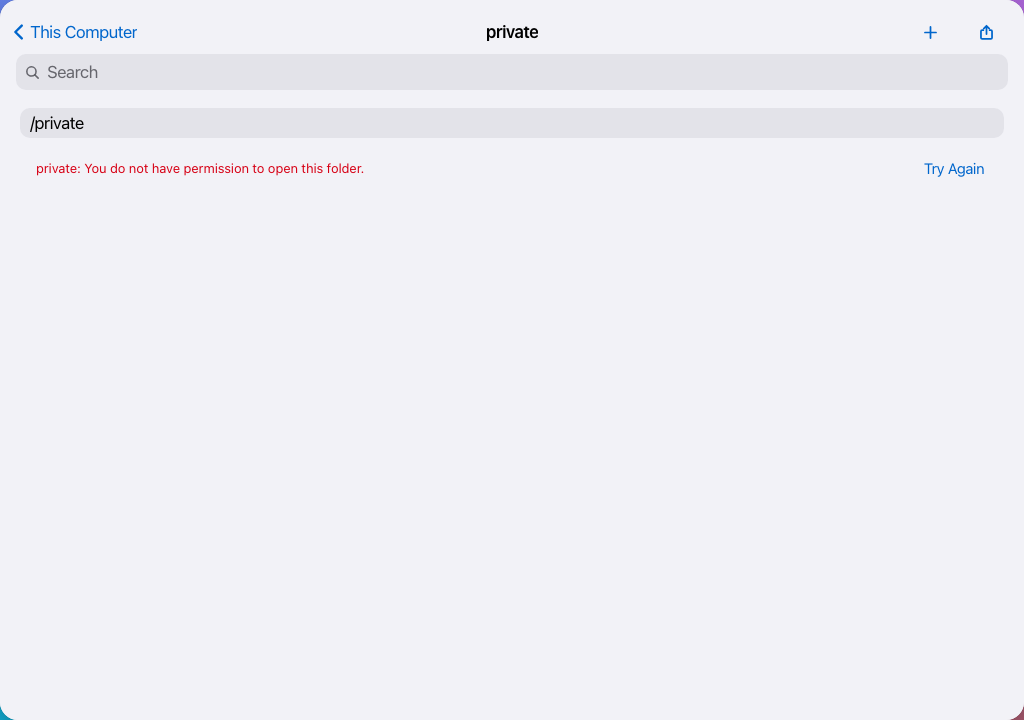 This Computer
private
Search
/private
private: You do not have permission to open this folder.
Try Again